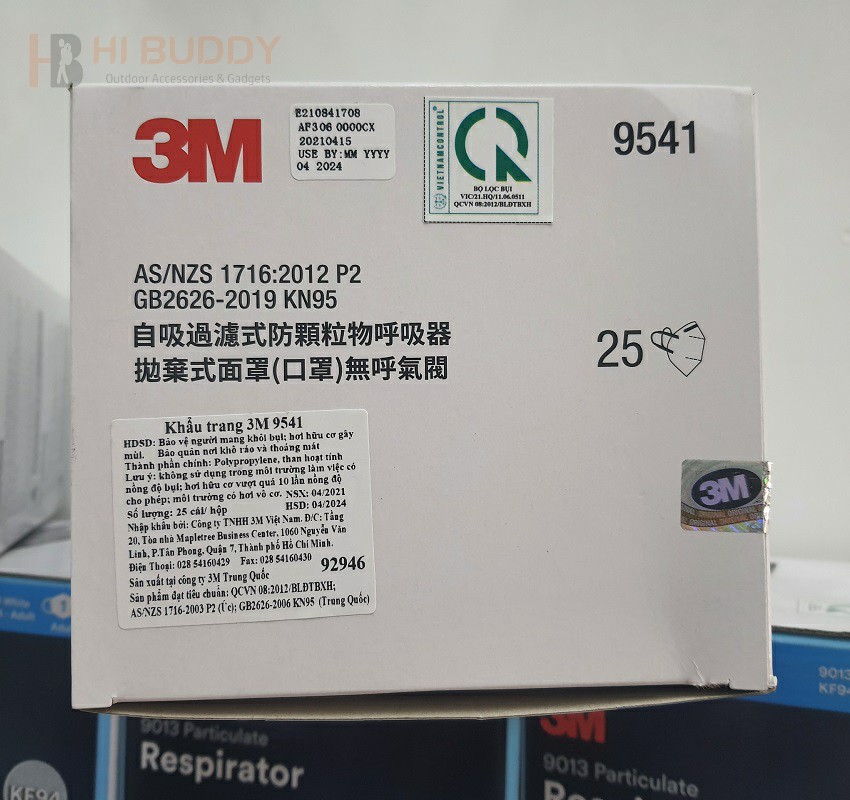 HB HI BUDDY
Outdoor Accessories & Gadgets
3M
E210841708
AF306 0000CX
20210415
USE BY:MM YYYY
04 2024
VIETNAMCONTROL
BỘ LỌC BỤI
VIC/21.HQ/11.06.0511
QCVN 08:2012/BLĐTBXH
9541
AS/NZS 1716:2012 P2
GB2626-2019 KN95
自吸過濾式防顆粒物呼吸器
拋棄式面罩(口罩)無呼氣閥
25
Khẩu trang 3M 9541
HDSD: Bảo vệ người mang khỏi bụi; hơi hữu cơ gây
mùi. Bảo quản nơi khô ráo và thoáng mát
Thành phần chính: Polypropylene, than hoạt tính
Lưu ý: không sử dụng trong môi trường làm việc có
nồng độ bụi; hơi hữu cơ vượt quá 10 lần nồng độ
cho phép; môi trường có hơi vô cơ. NSX: 04/2021
Số lượng: 25 cái/ hộp HSD: 04/2024
Nhập khẩu bởi: Công ty TNHH 3M Việt Nam. Đ/C: Tầng
20, Tòa nhà Mapletree Business Center, 1060 Nguyễn Văn
Linh, P.Tân Phong, Quận 7, Thành phố Hồ Chí Minh.
Điện Thoại: 028 54160429 Fax: 028 54160430 92946
Sản xuất tại công ty 3M Trung Quốc
Sản phẩm đạt tiêu chuẩn: QCVN 08:2012/BLĐTBXH;
AS/NZS 1716-2003 P2 (Úc); GB2626-2006 KN95 (Trung Quốc)
3M
ORIGINAL ORIGINAL
9013 Particulate
Respirator
KF94
3M
9013 Particulate
9013